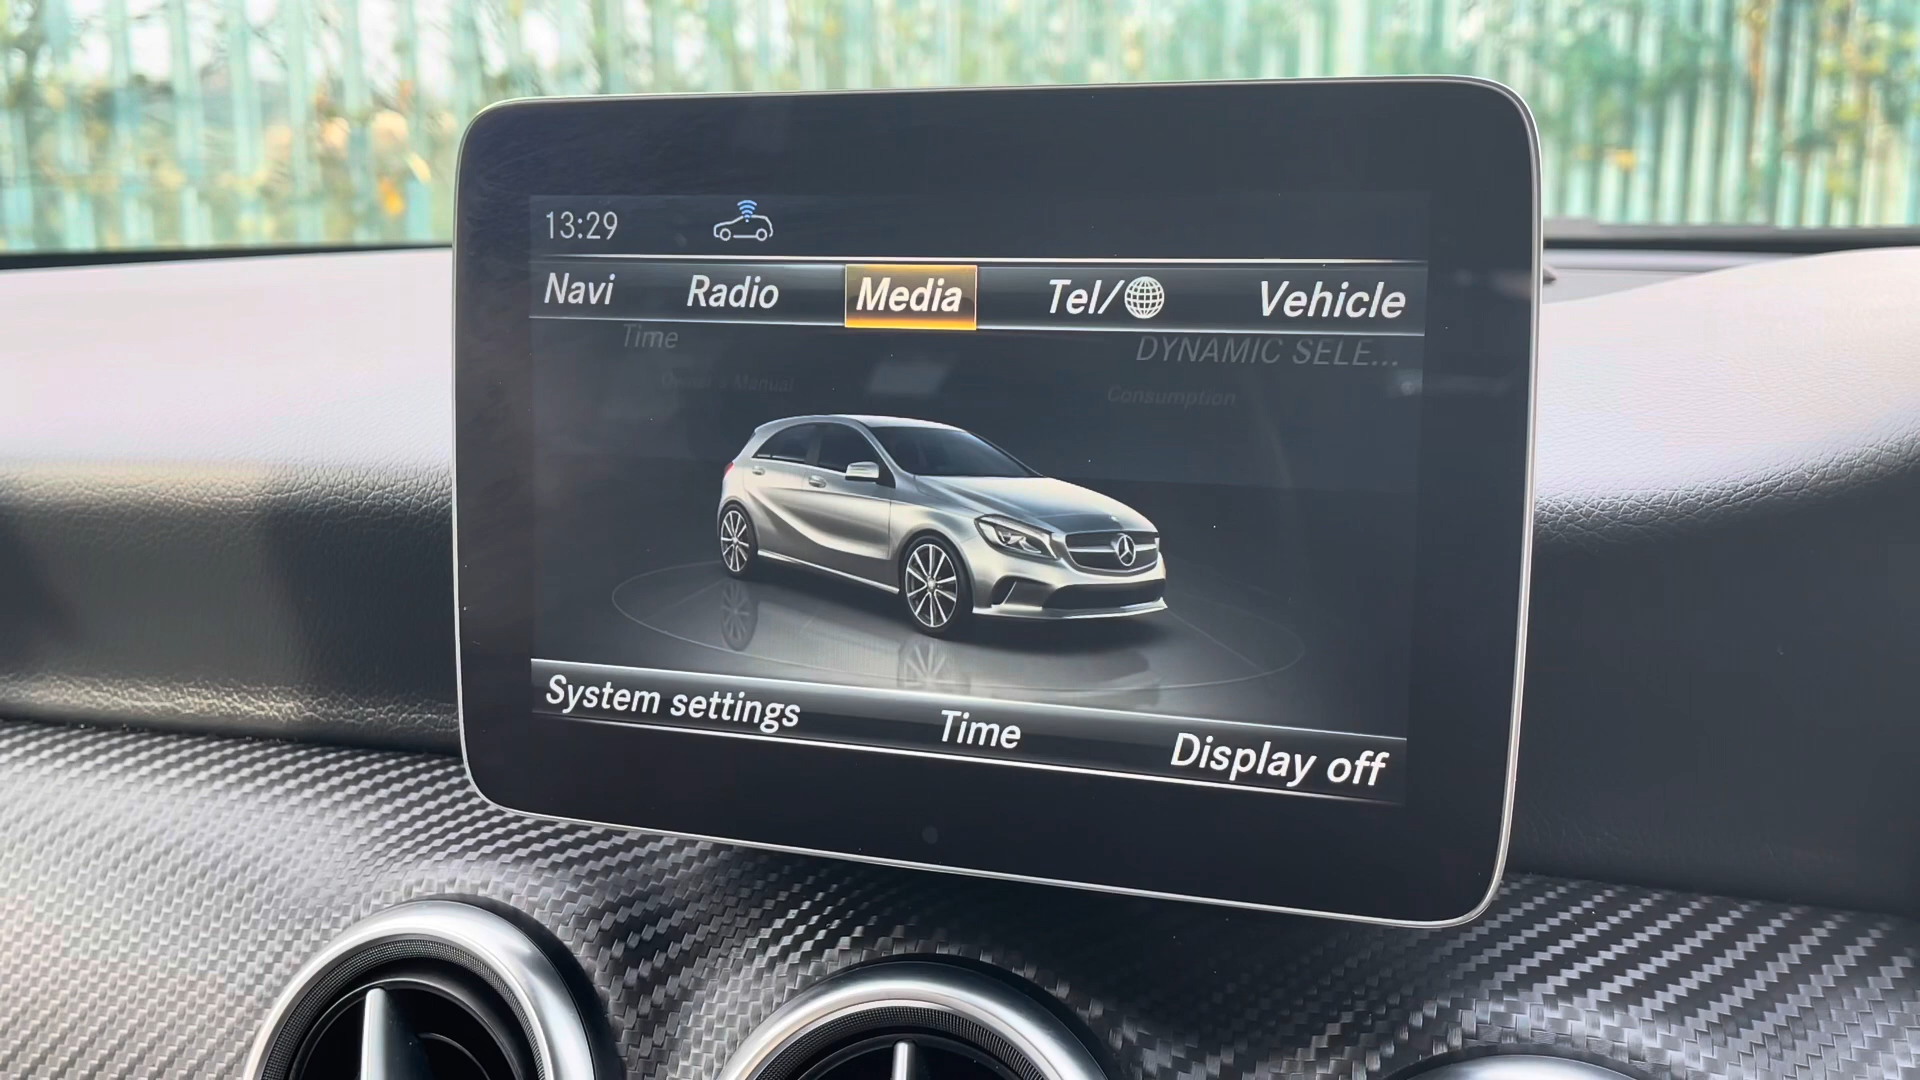 13:29
Navi Radio Media Tel/ Vehicle
Time DYNAMIC SELE...
Owner's Manual Consumption
System settings Time Display off